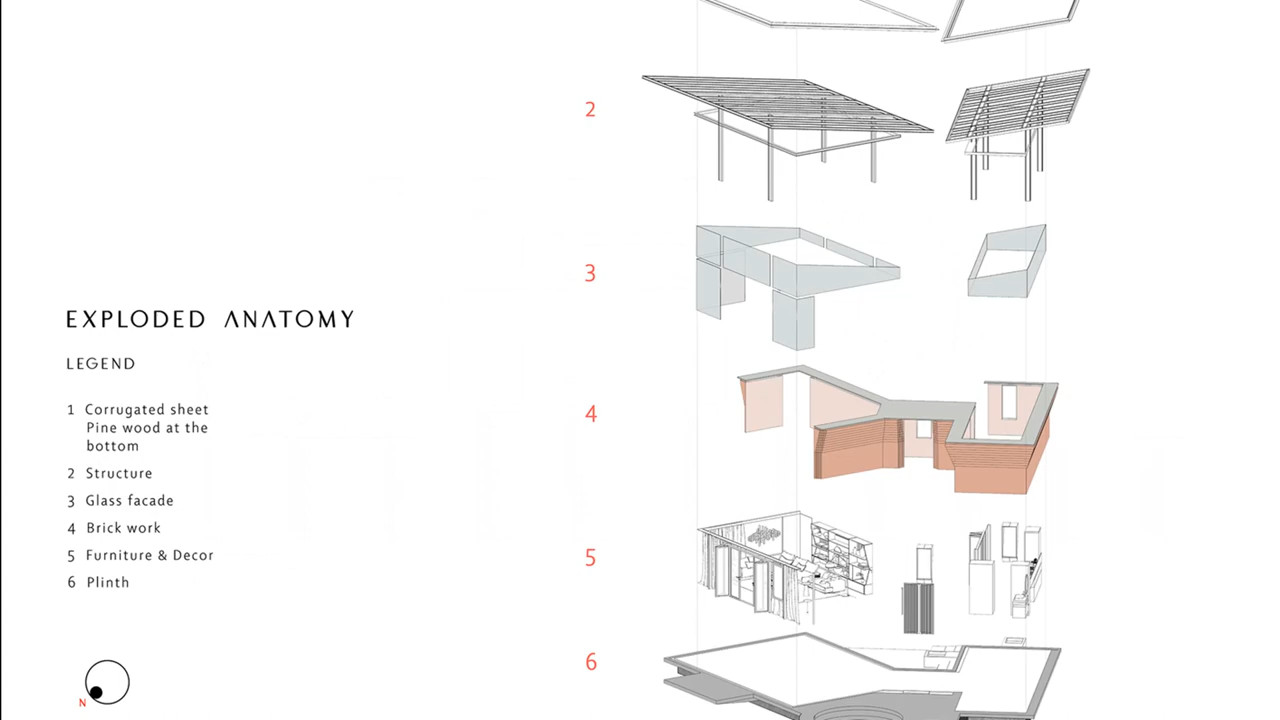 EXPLODED ANATOMY
LEGEND
1 Corrugated sheet
Pine wood at the
bottom
2 Structure
3 Glass facade
4 Brick work
5 Furniture & Decor
6 Plinth
N
2
3
4
5
6